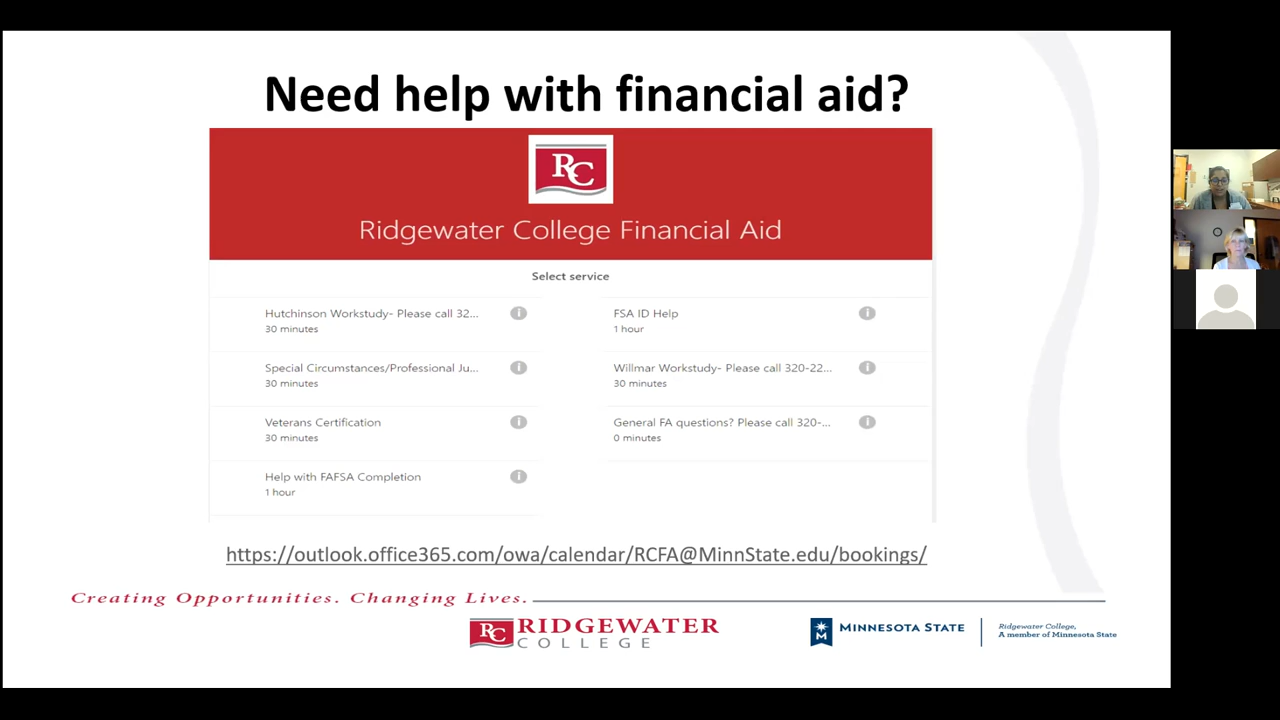 Need help with financial aid?
RC
Ridgewater College Financial Aid
Select service
Hutchinson Workstudy- Please call 32...
30 minutes
FSA ID Help
1 hour
Special Circumstances/Professional Ju...
30 minutes
Willmar Workstudy- Please call 320-22...
30 minutes
Veterans Certification
30 minutes
General FA questions? Please call 320-...
0 minutes
Help with FAFSA Completion
1 hour
https://outlook.office365.com/owa/calendar/RCFA@MinnState.edu/bookings/
Creating Opportunities. Changing Lives.
RC RIDGEWATER
COLLEGE
M MINNESOTA STATE
Ridgewater College,
A member of Minnesota State